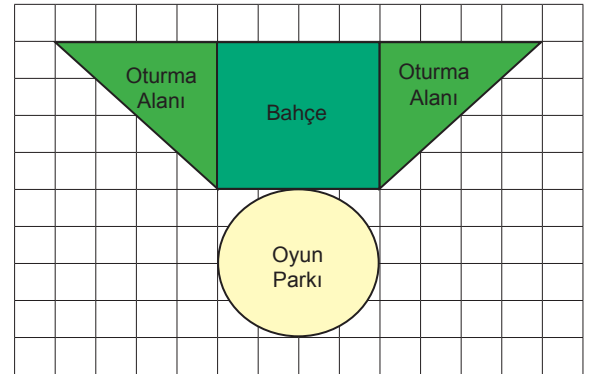 Oturma
Alanı
Bahçe
Oturma
Alanı
Oyun
Parkı